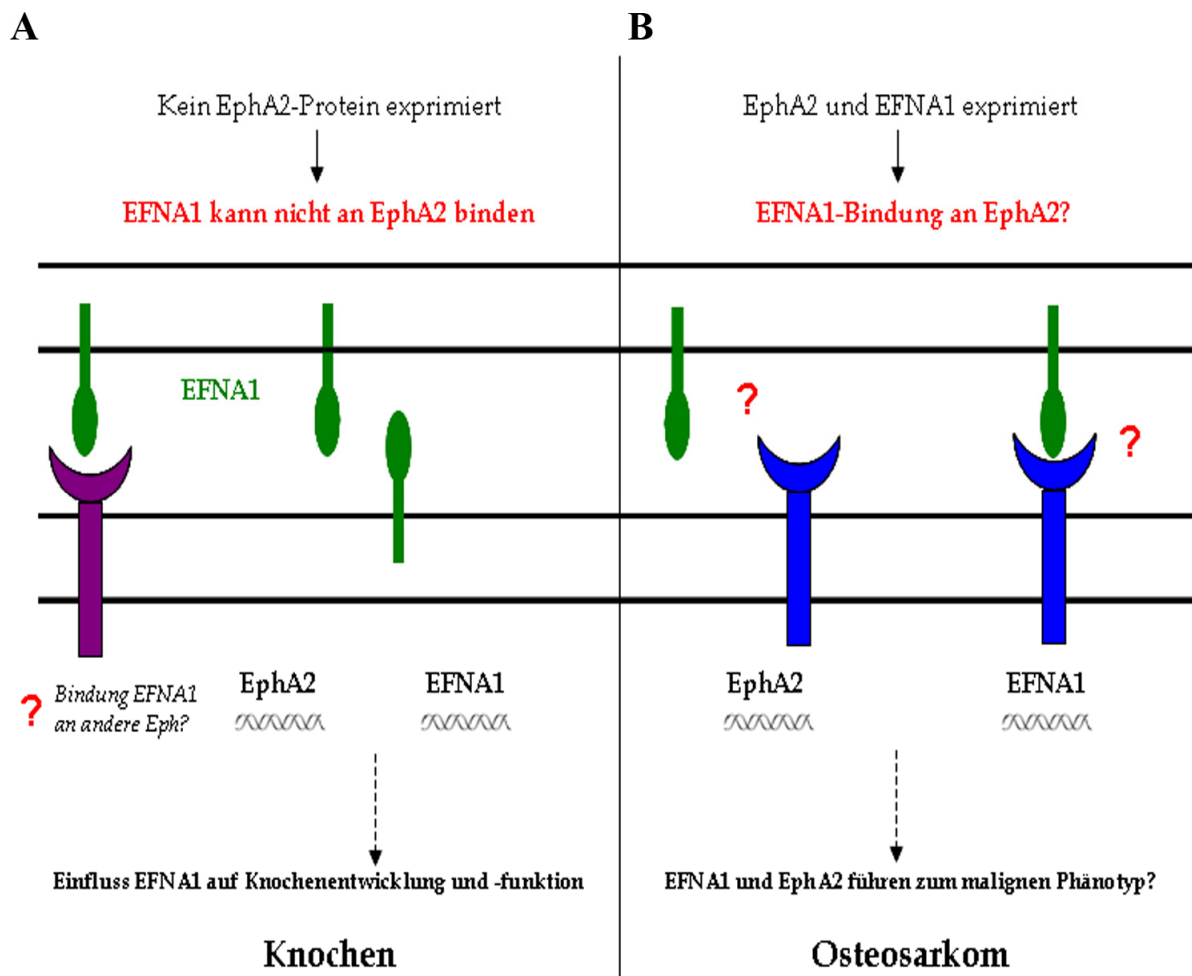 A
Kein EphA2-Protein exprimiert
EFNA1 kann nicht an EphA2 binden
EFNA1
? Bindung EFNA1
an andere Eph?
EphA2
EFNA1
Einfluss EFNA1 auf Knochenentwicklung und -funktion
Knochen
B
EphA2 und EFNA1 exprimiert
EFNA1-Bindung an EphA2?
?
?
EphA2
EFNA1
EFNA1 und EphA2 führen zum malignen Phänotyp?
Osteosarkom